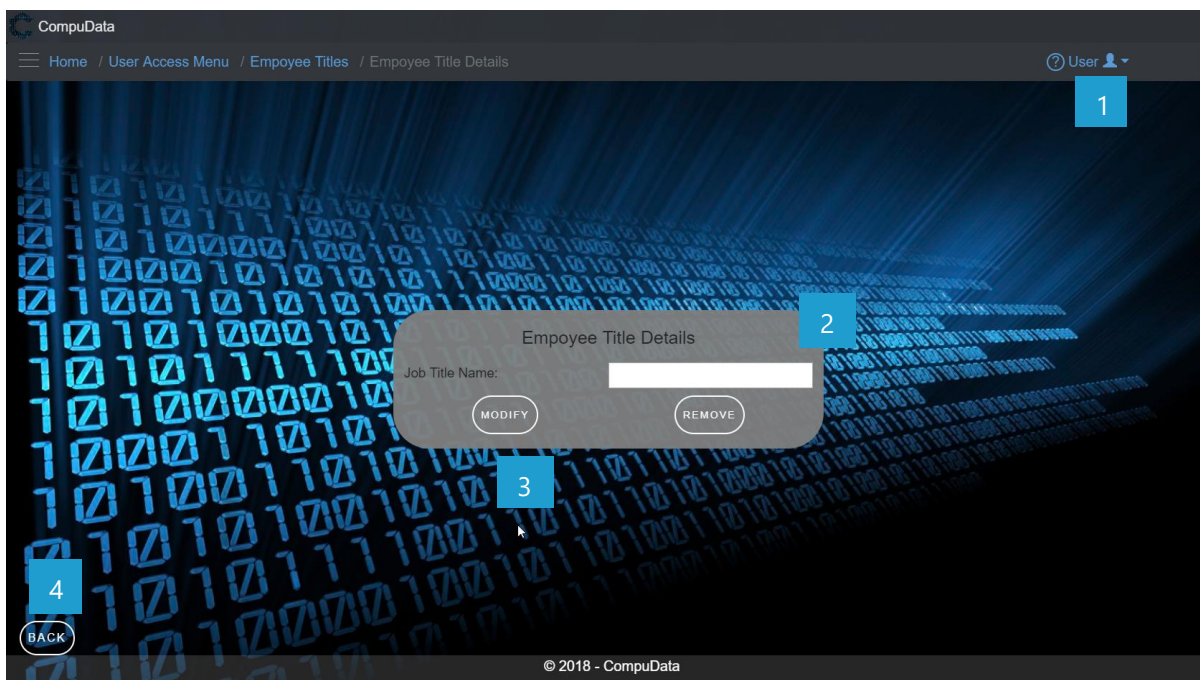 CompuData
Home / User Access Menu / Empoyee Titles / Empoyee Title Details
? User
1
2
Empoyee Title Details
Job Title Name:
MODIFY REMOVE
3
4
BACK
© 2018 - CompuData